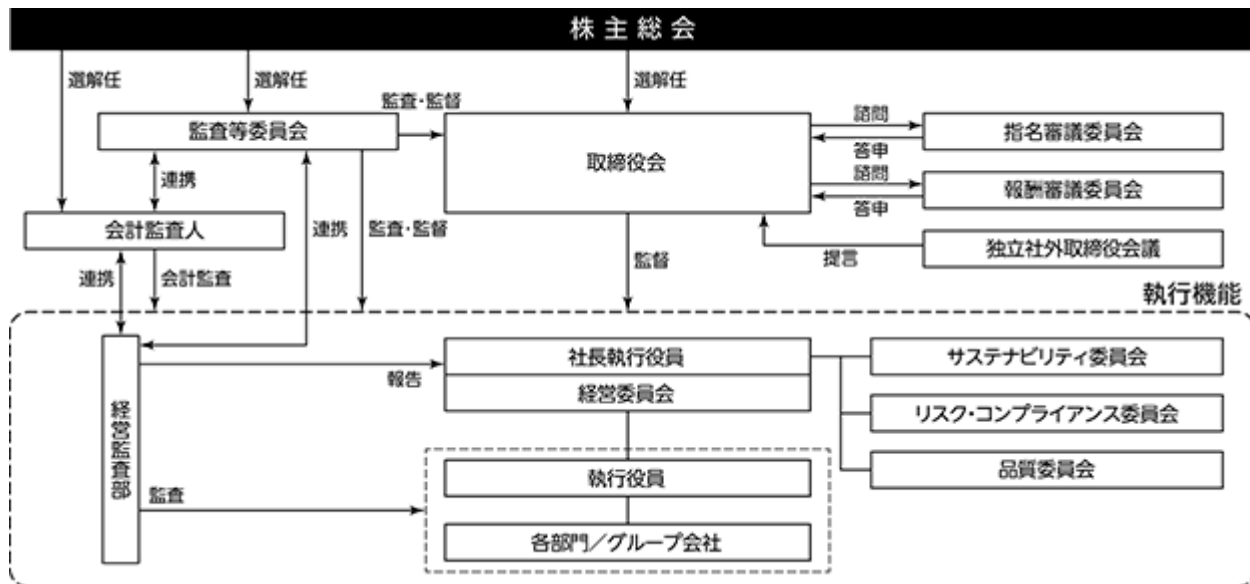 株主総会
選解任
選解任
選解任
監査・監督
監査等委員会
取締役会
諮問
答申
指名審議委員会
諮問
答申
報酬審議委員会
連携
会計監査人
連携
監査・監督
監督
提言
独立社外取締役会議
連携
会計監査
執行機能
経営監査部
報告
社長執行役員
経営委員会
サステナビリティ委員会
リスク・コンプライアンス委員会
品質委員会
監査
執行役員
各部門／グループ会社